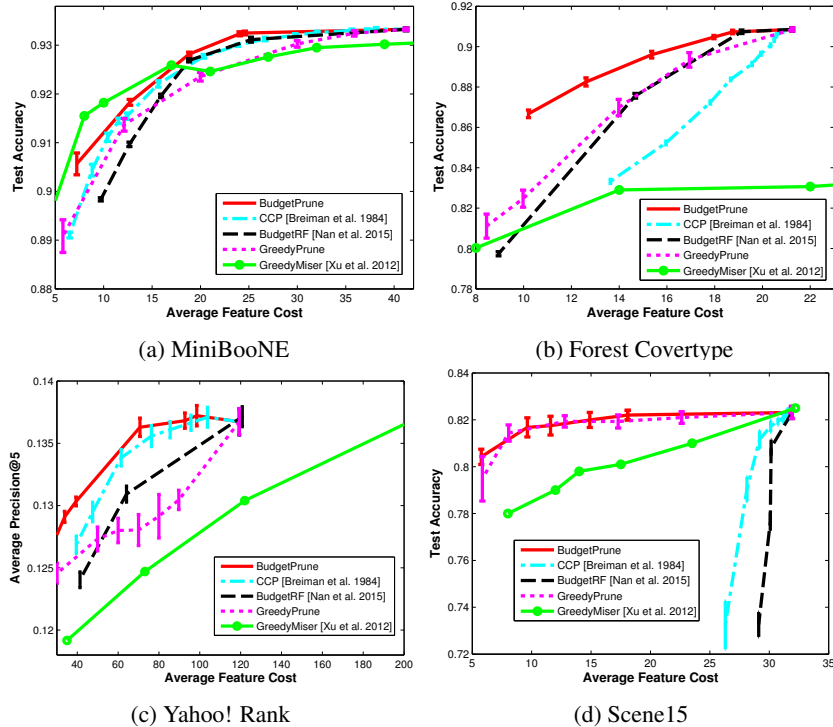 0.93
0.92
0.91
0.9
0.89
0.88
Test Accuracy
5 10 15 20 25 30 35 40
Average Feature Cost
BudgetPrune
CCP [Breiman et al. 1984]
BudgetRF [Nan et al. 2015]
GreedyPrune
GreedyMiser [Xu et al. 2012]
(a) MiniBooNE
0.9
0.88
0.86
0.84
0.82
0.8
0.78
Test Accuracy
8 10 12 14 16 18 20 22
Average Feature Cost
BudgetPrune
CCP [Breiman et al. 1984]
BudgetRF [Nan et al. 2015]
GreedyPrune
GreedyMiser [Xu et al. 2012]
(b) Forest Covertype
0.14
0.135
0.13
0.125
0.12
Average Precision@5
40 60 80 100 120 140 160 180 200
Average Feature Cost
BudgetPrune
CCP [Breiman et al. 1984]
BudgetRF [Nan et al. 2015]
GreedyPrune
GreedyMiser [Xu et al. 2012]
(c) Yahoo! Rank
0.84
0.82
0.8
0.78
0.76
0.74
0.72
Test Accuracy
5 10 15 20 25 30 35
Average Feature Cost
BudgetPrune
CCP [Breiman et al. 1984]
BudgetRF [Nan et al. 2015]
GreedyPrune
GreedyMiser [Xu et al. 2012]
(d) Scene15